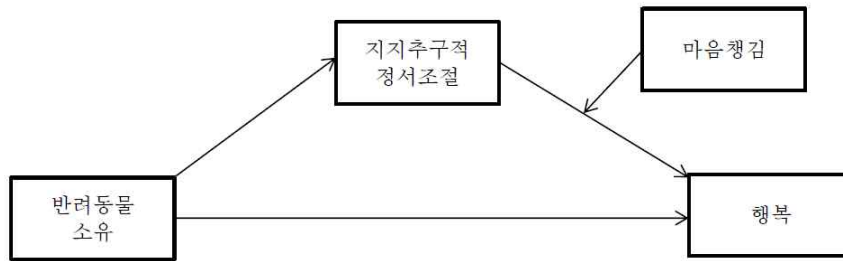 지지추구적
정서조절
마음챙김
반려동물
소유
행복